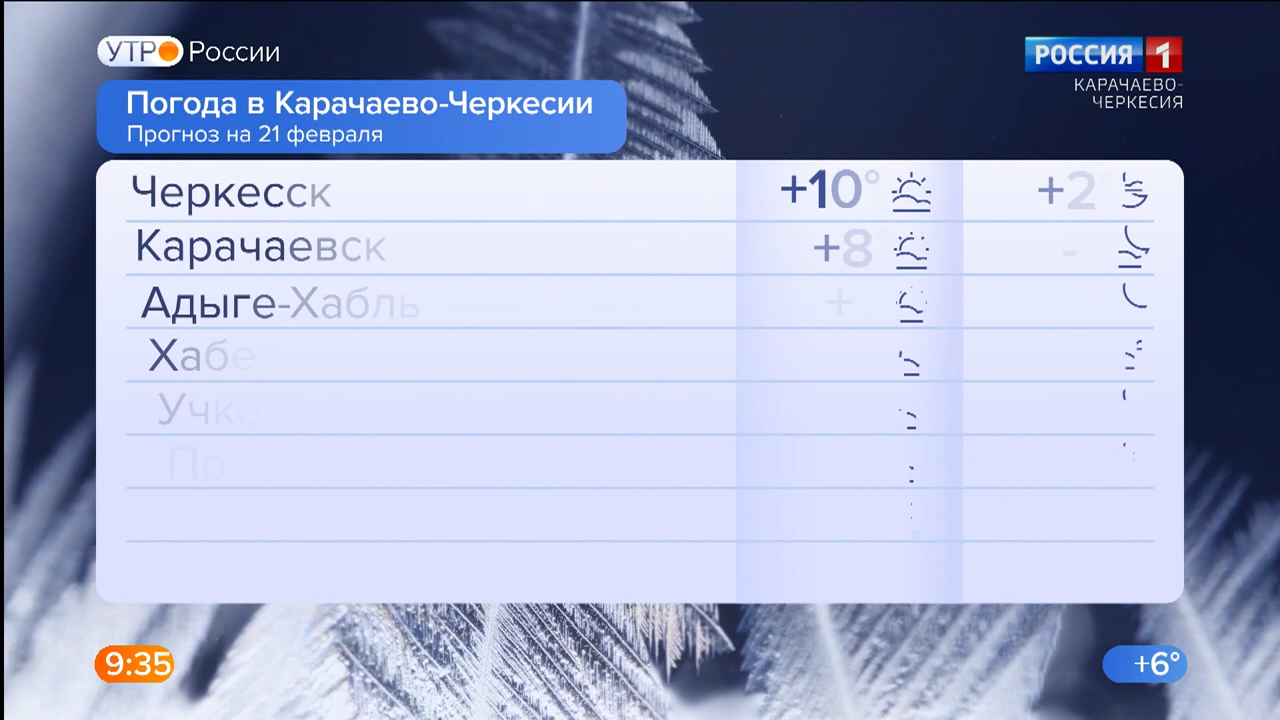 УТРО России
РОССИЯ 1
КАРАЧАЕВО-
ЧЕРКЕСИЯ
Погода в Карачаево-Черкесии
Прогноз на 21 февраля
Черкесск +10° +2°
Карачаевск +8 -
Адыге-Хабль +
9:35
+6°